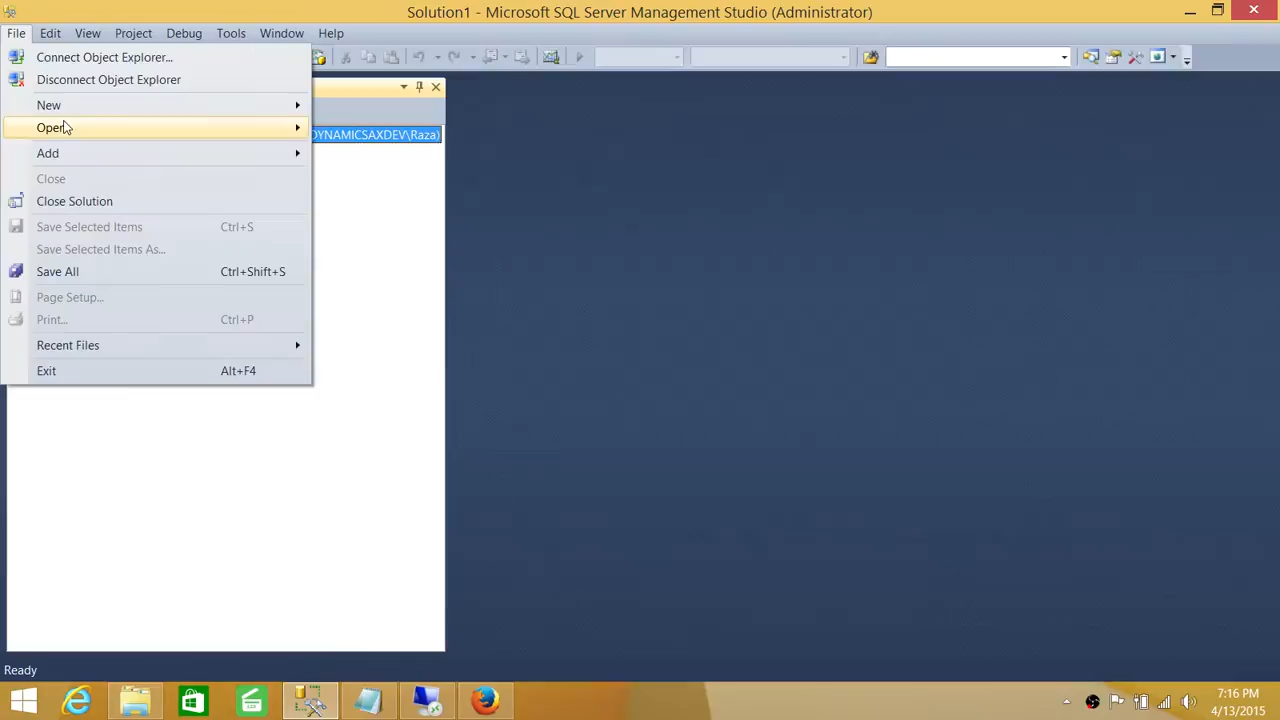 Solution1 - Microsoft SQL Server Management Studio (Administrator)
File Edit View Project Debug Tools Window Help
Connect Object Explorer...
Disconnect Object Explorer
New
Open
DYNAMICSAXDEV\Raza)
Add
Close
Close Solution
Save Selected Items Ctrl+S
Save Selected Items As...
Save All Ctrl+Shift+S
Page Setup...
Print... Ctrl+P
Recent Files
Exit Alt+F4
Ready
7:16 PM
4/13/2015